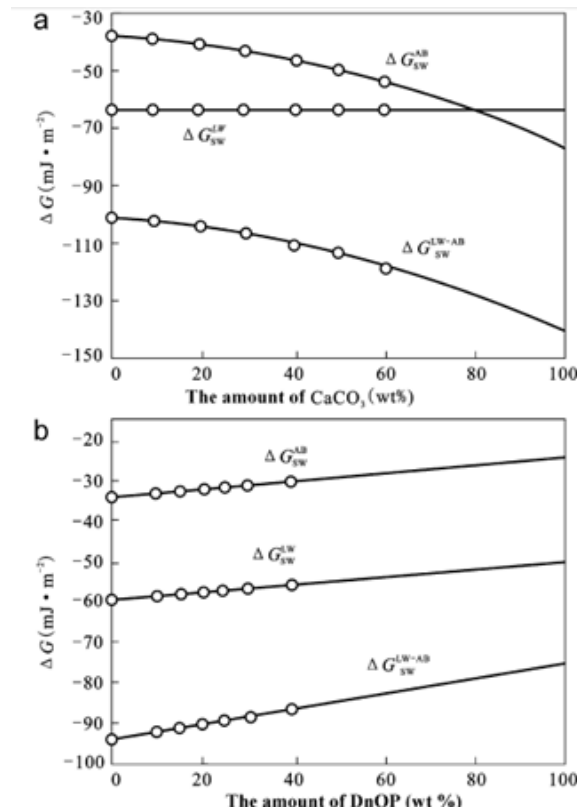 a
−30
−50
−70
−90
−110
−130
−150
ΔG (mJ·m⁻²)
ΔG_SW^AB
ΔG_SW^LW
ΔG_SW^LW-AB
0 20 40 60 80 100
The amount of CaCO₃(wt%)
b
−20
−30
−40
−50
−60
−70
−80
−90
−100
ΔG (mJ·m⁻²)
ΔG_SW^AB
ΔG_SW^LW
ΔG_SW^LW-AB
0 20 40 60 80 100
The amount of DnOP (wt %)